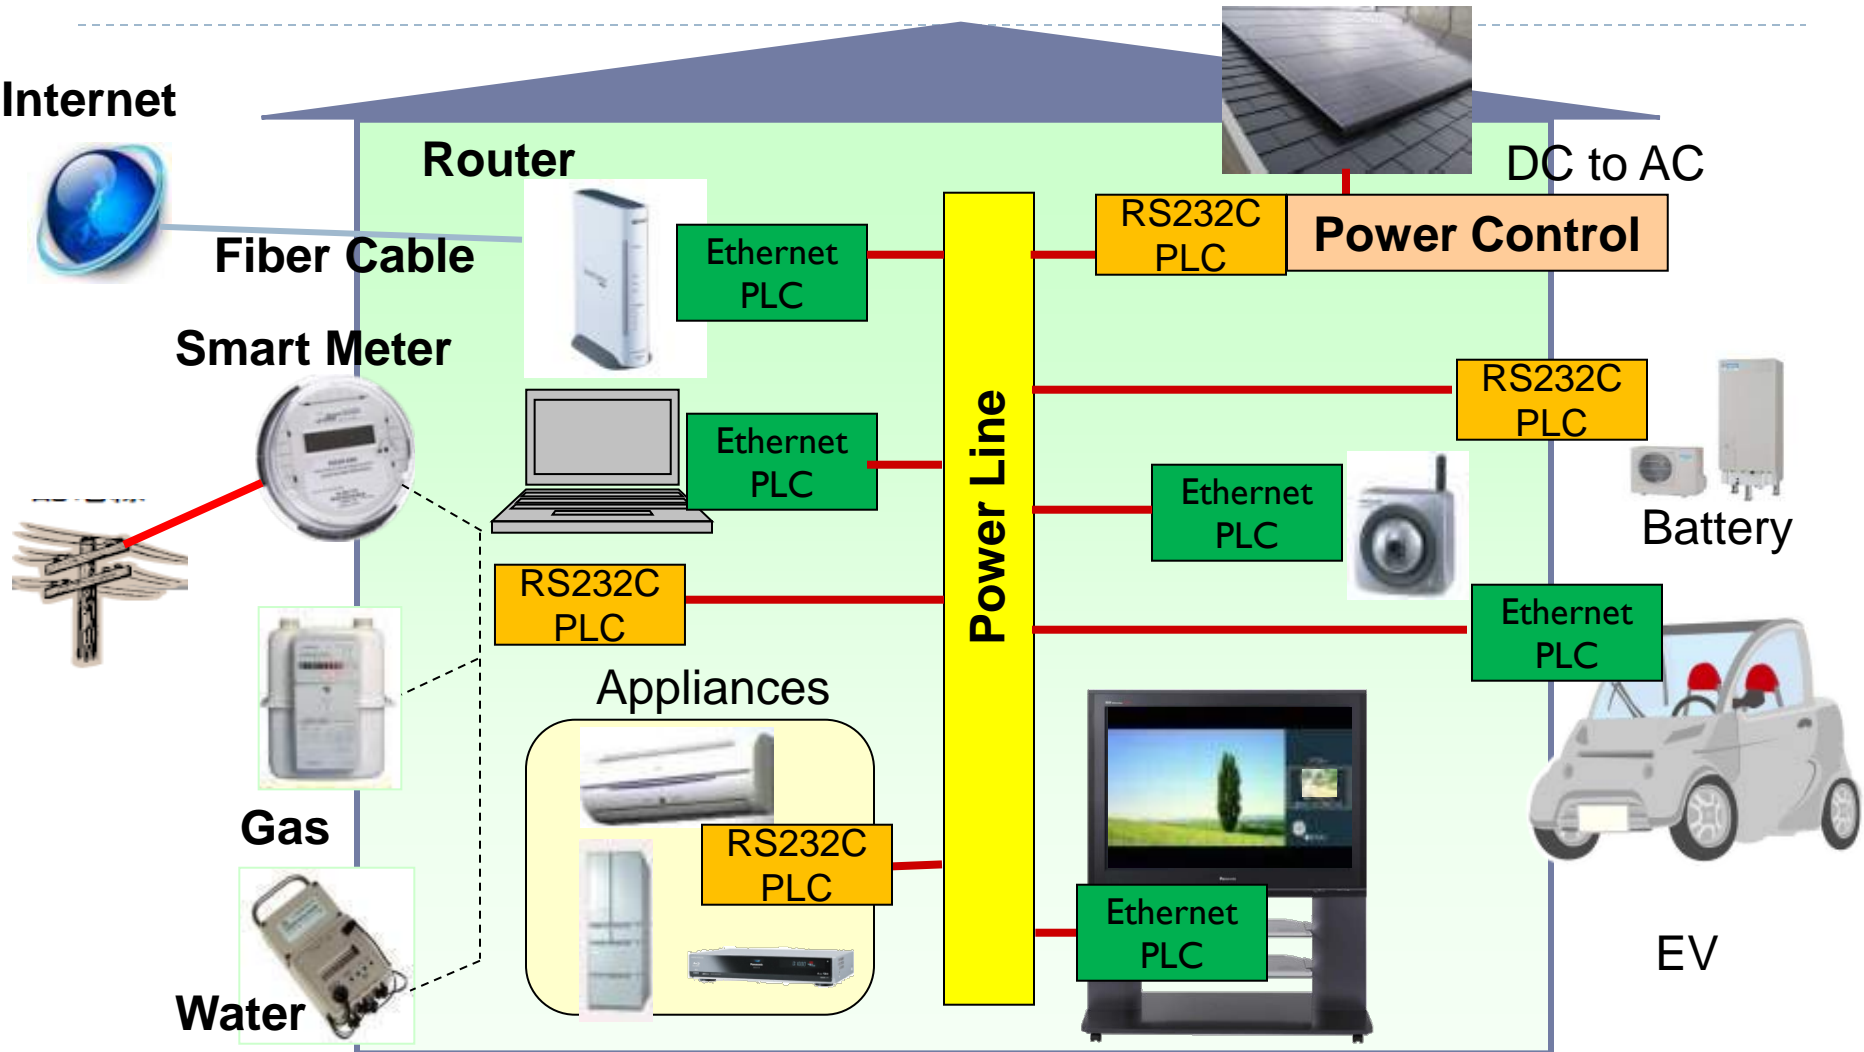 Internet
Router
DC to AC
RS232C
PLC
Power Control
Fiber Cable
Ethernet
PLC
Smart Meter
RS232C
PLC
Ethernet
PLC
Power Line
Ethernet
PLC
Battery
RS232C
PLC
Ethernet
PLC
Appliances
Gas
RS232C
PLC
Ethernet
PLC
EV
Water